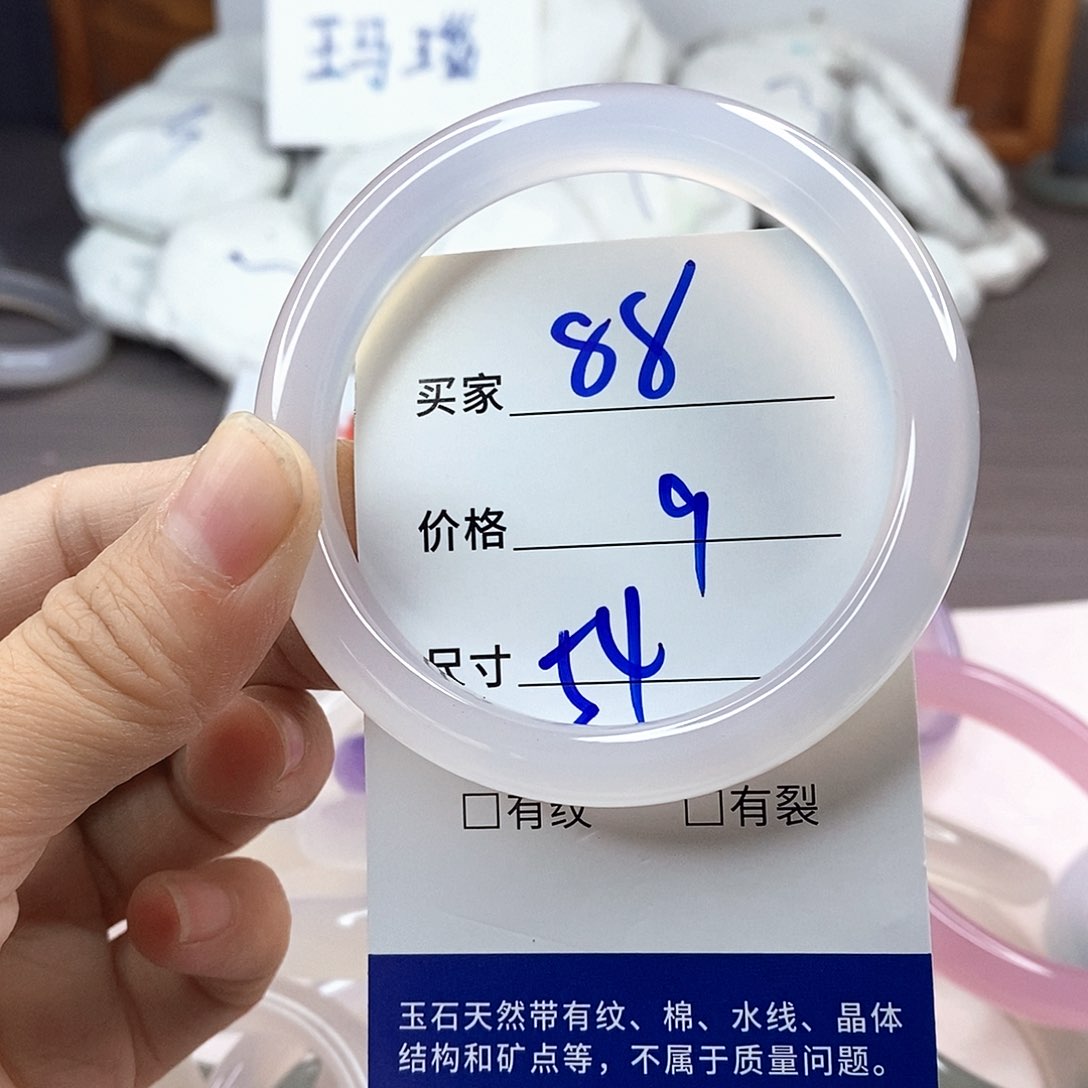 玛瑙
买家 88
价格 9
尺寸 54
□有纹 □有裂
玉石天然带有纹、棉、水线、晶体
结构和矿点等，不属于质量问题。